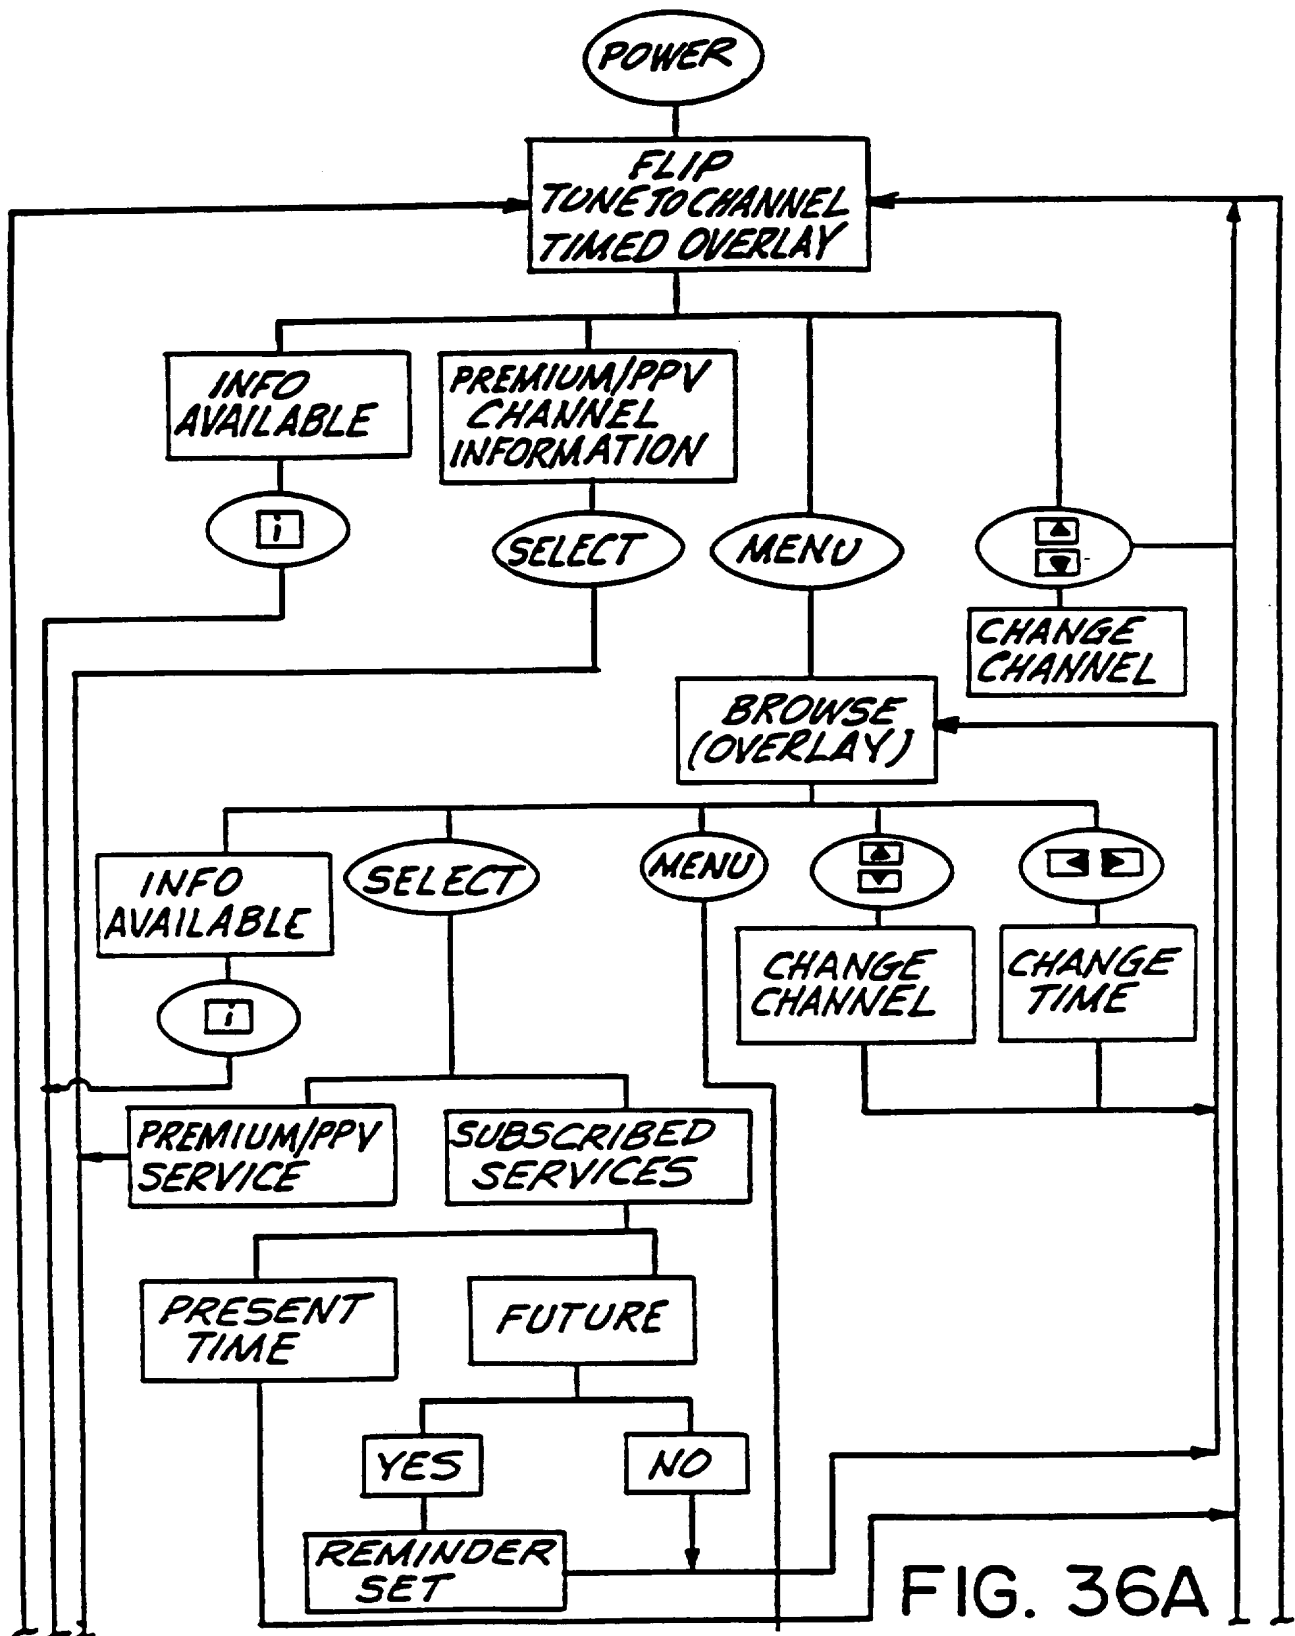 POWER
FLIP
TUNE TO CHANNEL
TIMED OVERLAY
INFO
AVAILABLE
PREMIUM/PPV
CHANNEL
INFORMATION
i
SELECT
MENU
CHANGE
CHANNEL
BROWSE
(OVERLAY)
INFO
AVAILABLE
SELECT
MENU
CHANGE
CHANNEL
CHANGE
TIME
i
PREMIUM/PPV
SERVICE
SUBSCRIBED
SERVICES
PRESENT
TIME
FUTURE
YES
NO
REMINDER
SET
FIG. 36A